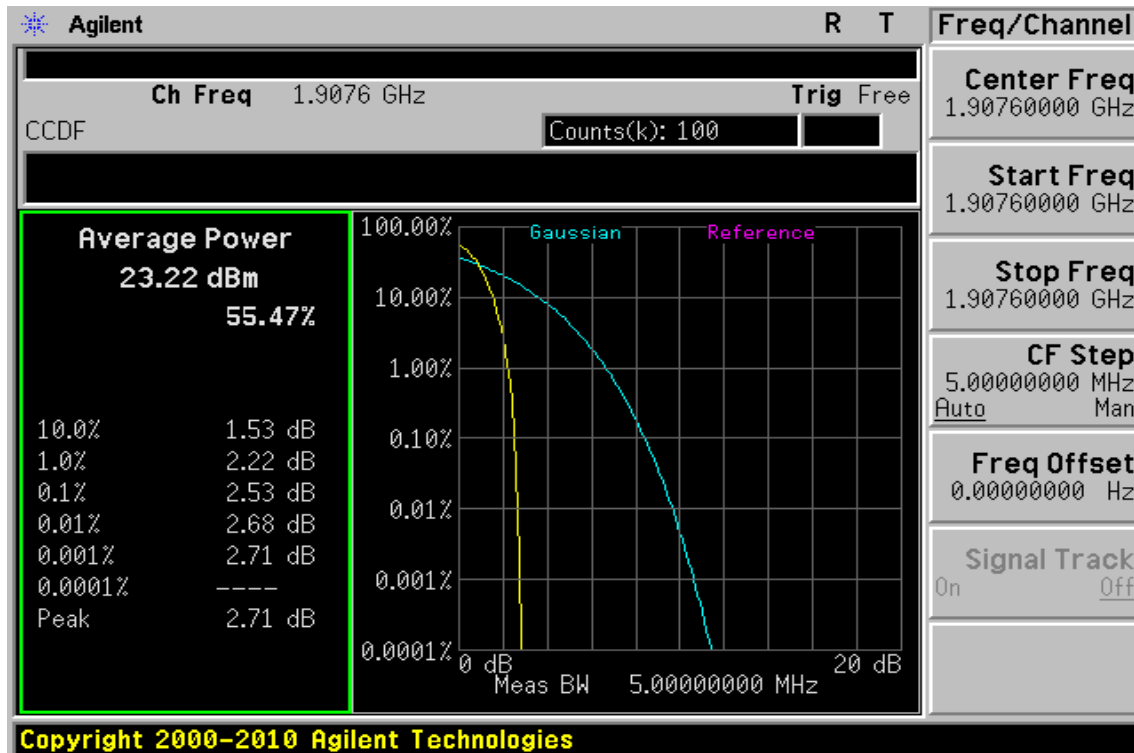 Agilent R T Freq/Channel
Ch Freq 1.9076 GHz Trig Free
CCDF Counts(k): 100
Average Power
23.22 dBm
55.47%
10.0% 1.53 dB
1.0% 2.22 dB
0.1% 2.53 dB
0.01% 2.68 dB
0.001% 2.71 dB
0.0001% ----
Peak 2.71 dB
Gaussian Reference
100.00%
10.00%
1.00%
0.10%
0.01%
0.001%
0.0001%
0 dB 20 dB
Meas BW 5.00000000 MHz
Center Freq
1.90760000 GHz
Start Freq
1.90760000 GHz
Stop Freq
1.90760000 GHz
CF Step
5.00000000 MHz
Auto Man
Freq Offset
0.00000000 Hz
Signal Track
On Off
Copyright 2000-2010 Agilent Technologies